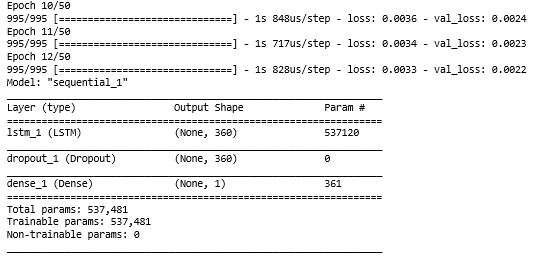 Epoch 10/50
995/995 [==============================] - 1s 848us/step - loss: 0.0036 - val_loss: 0.0024
Epoch 11/50
995/995 [==============================] - 1s 717us/step - loss: 0.0034 - val_loss: 0.0023
Epoch 12/50
995/995 [==============================] - 1s 828us/step - loss: 0.0033 - val_loss: 0.0022
Model: "sequential_1"
_________________________________________________________________
Layer (type)                 Output Shape              Param #
=================================================================
lstm_1 (LSTM)                (None, 360)               537120
_________________________________________________________________
dropout_1 (Dropout)          (None, 360)               0
_________________________________________________________________
dense_1 (Dense)              (None, 1)                 361
=================================================================
Total params: 537,481
Trainable params: 537,481
Non-trainable params: 0
_________________________________________________________________